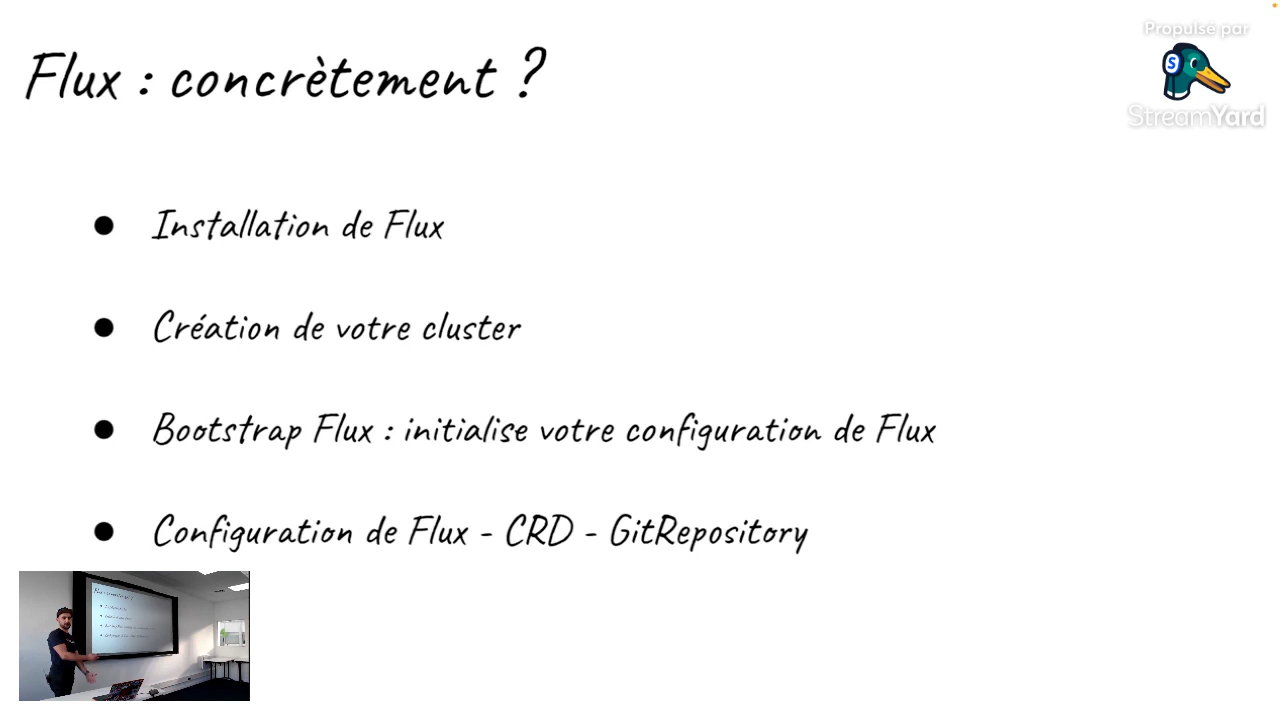 Flux : concrètement ?
Propulsé par
StreamYard
Installation de Flux
Création de votre cluster
Bootstrap Flux : initialise votre configuration de Flux
Configuration de Flux - CRD - GitRepository